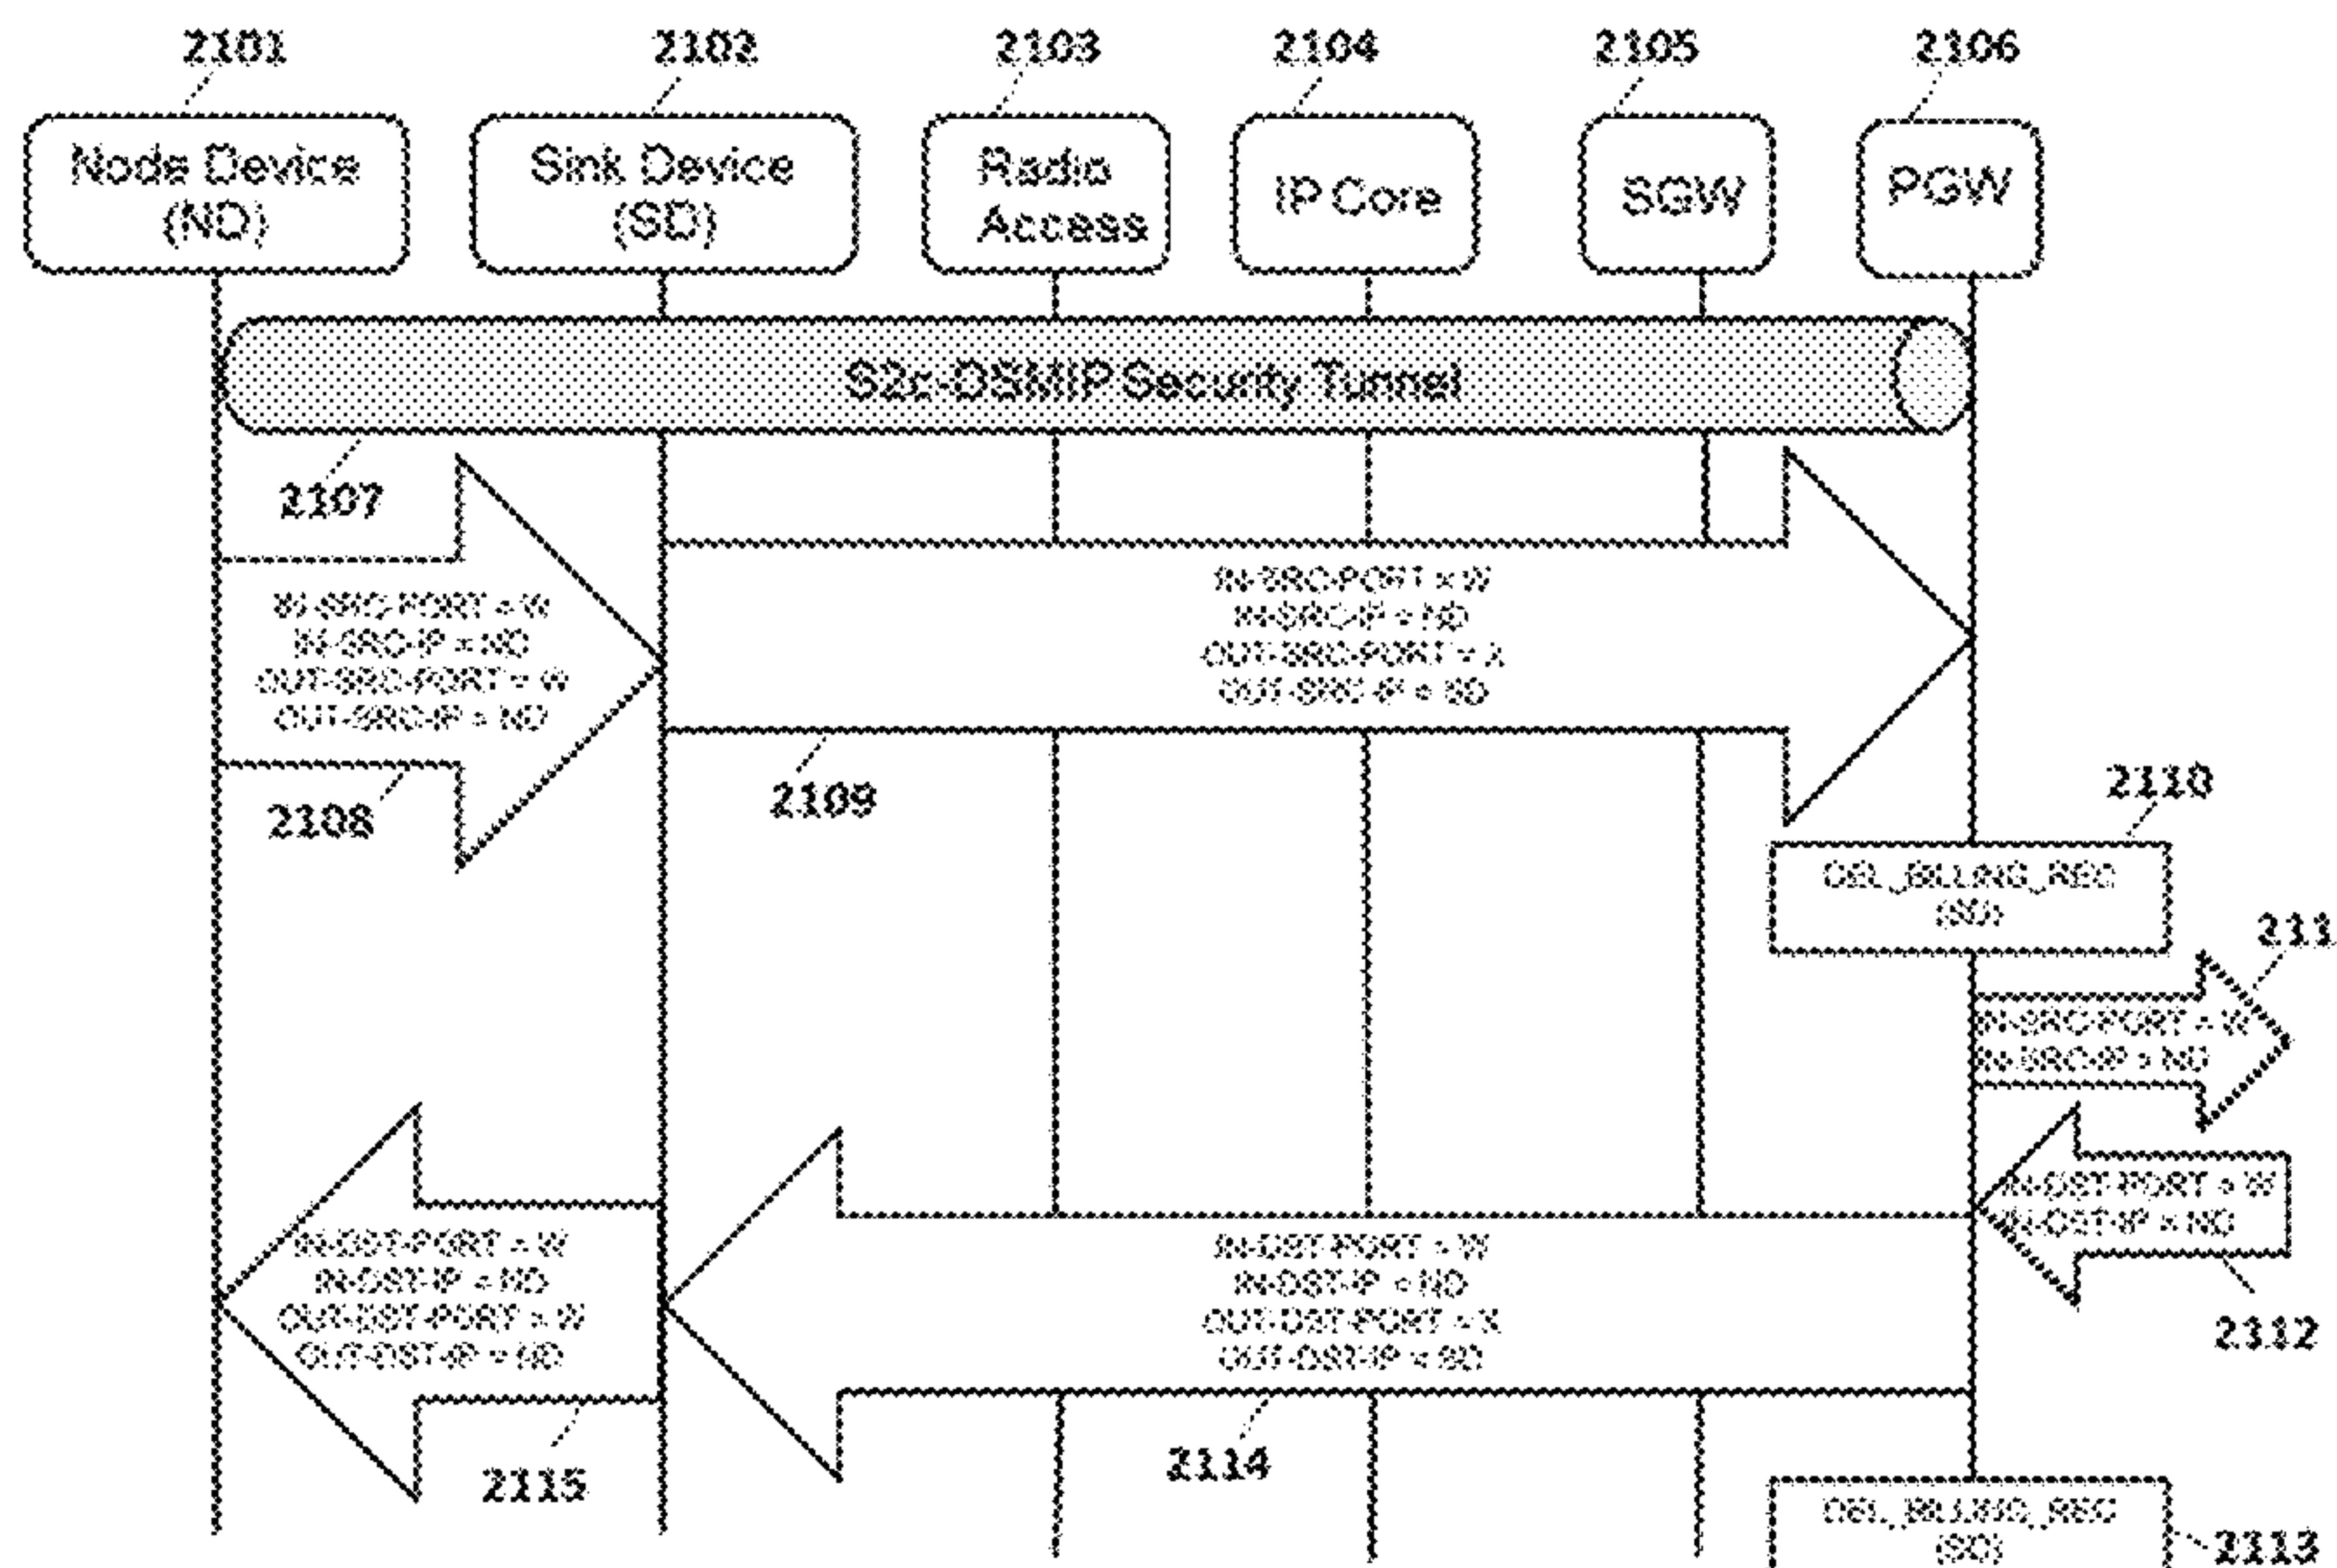 2101
2102
2103
2104
2105
2106
Node Device
(ND)
Sink Device
(SD)
Radio
Access
IP Core
SGW
PGW
S2c-DSMIP Security Tunnel
2107
IN-SRC-PORT = W
IN-SRC-IP = ND
OUT-SRC-PORT = W
OUT-SRC-IP = ND
IN-SRC-PORT = W
IN-SRC-IP = ND
OUT-SRC-PORT = X
OUT-SRC-IP = SD
2108
2109
2110
DEL_BILLING_REC
(SD)
211
IN-SRC-PORT = W
IN-SRC-IP = ND
IN-DST-PORT = W
IN-DST-IP = ND
2112
IN-DST-PORT = W
IN-DST-IP = ND
OUT-DST-PORT = W
OUT-DST-IP = ND
IN-DST-PORT = W
IN-DST-IP = ND
OUT-DST-PORT = X
OUT-DST-IP = SD
2114
2115
DEL_BILLING_REC
(SD)
2113